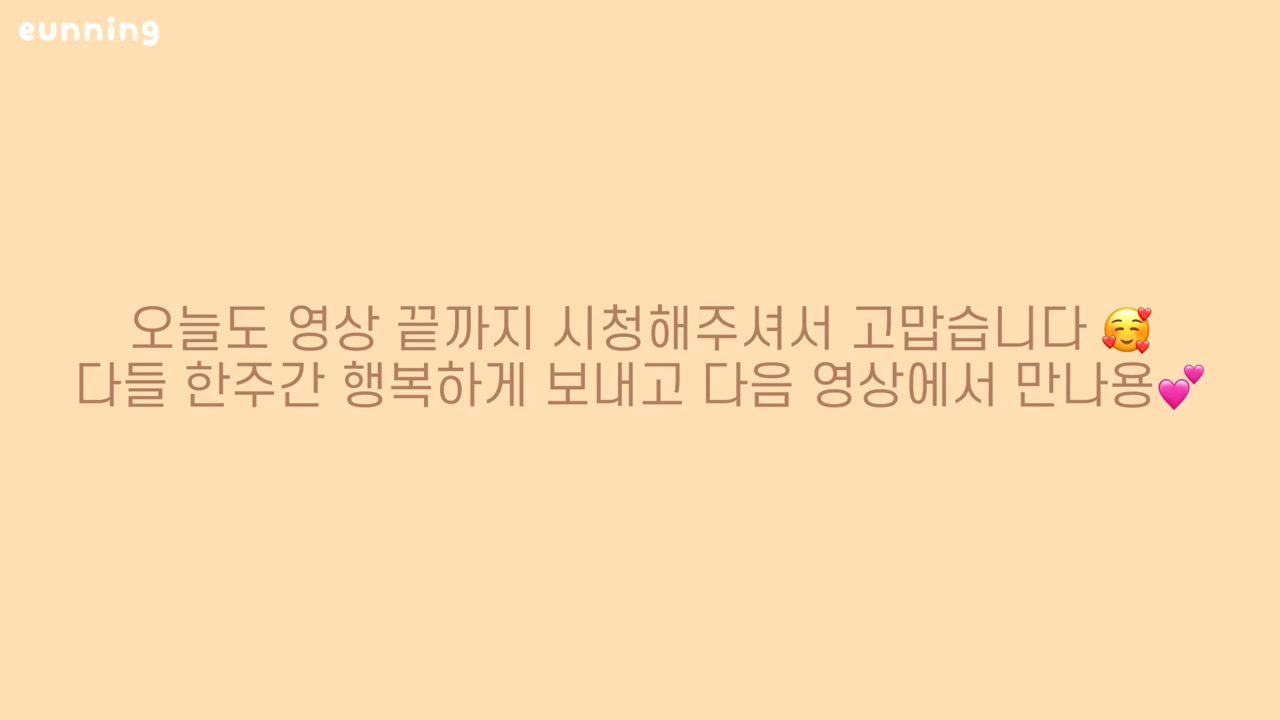 eunning
오늘도 영상 끝까지 시청해주셔서 고맙습니다 🥰
다들 한주간 행복하게 보내고 다음 영상에서 만나용💕